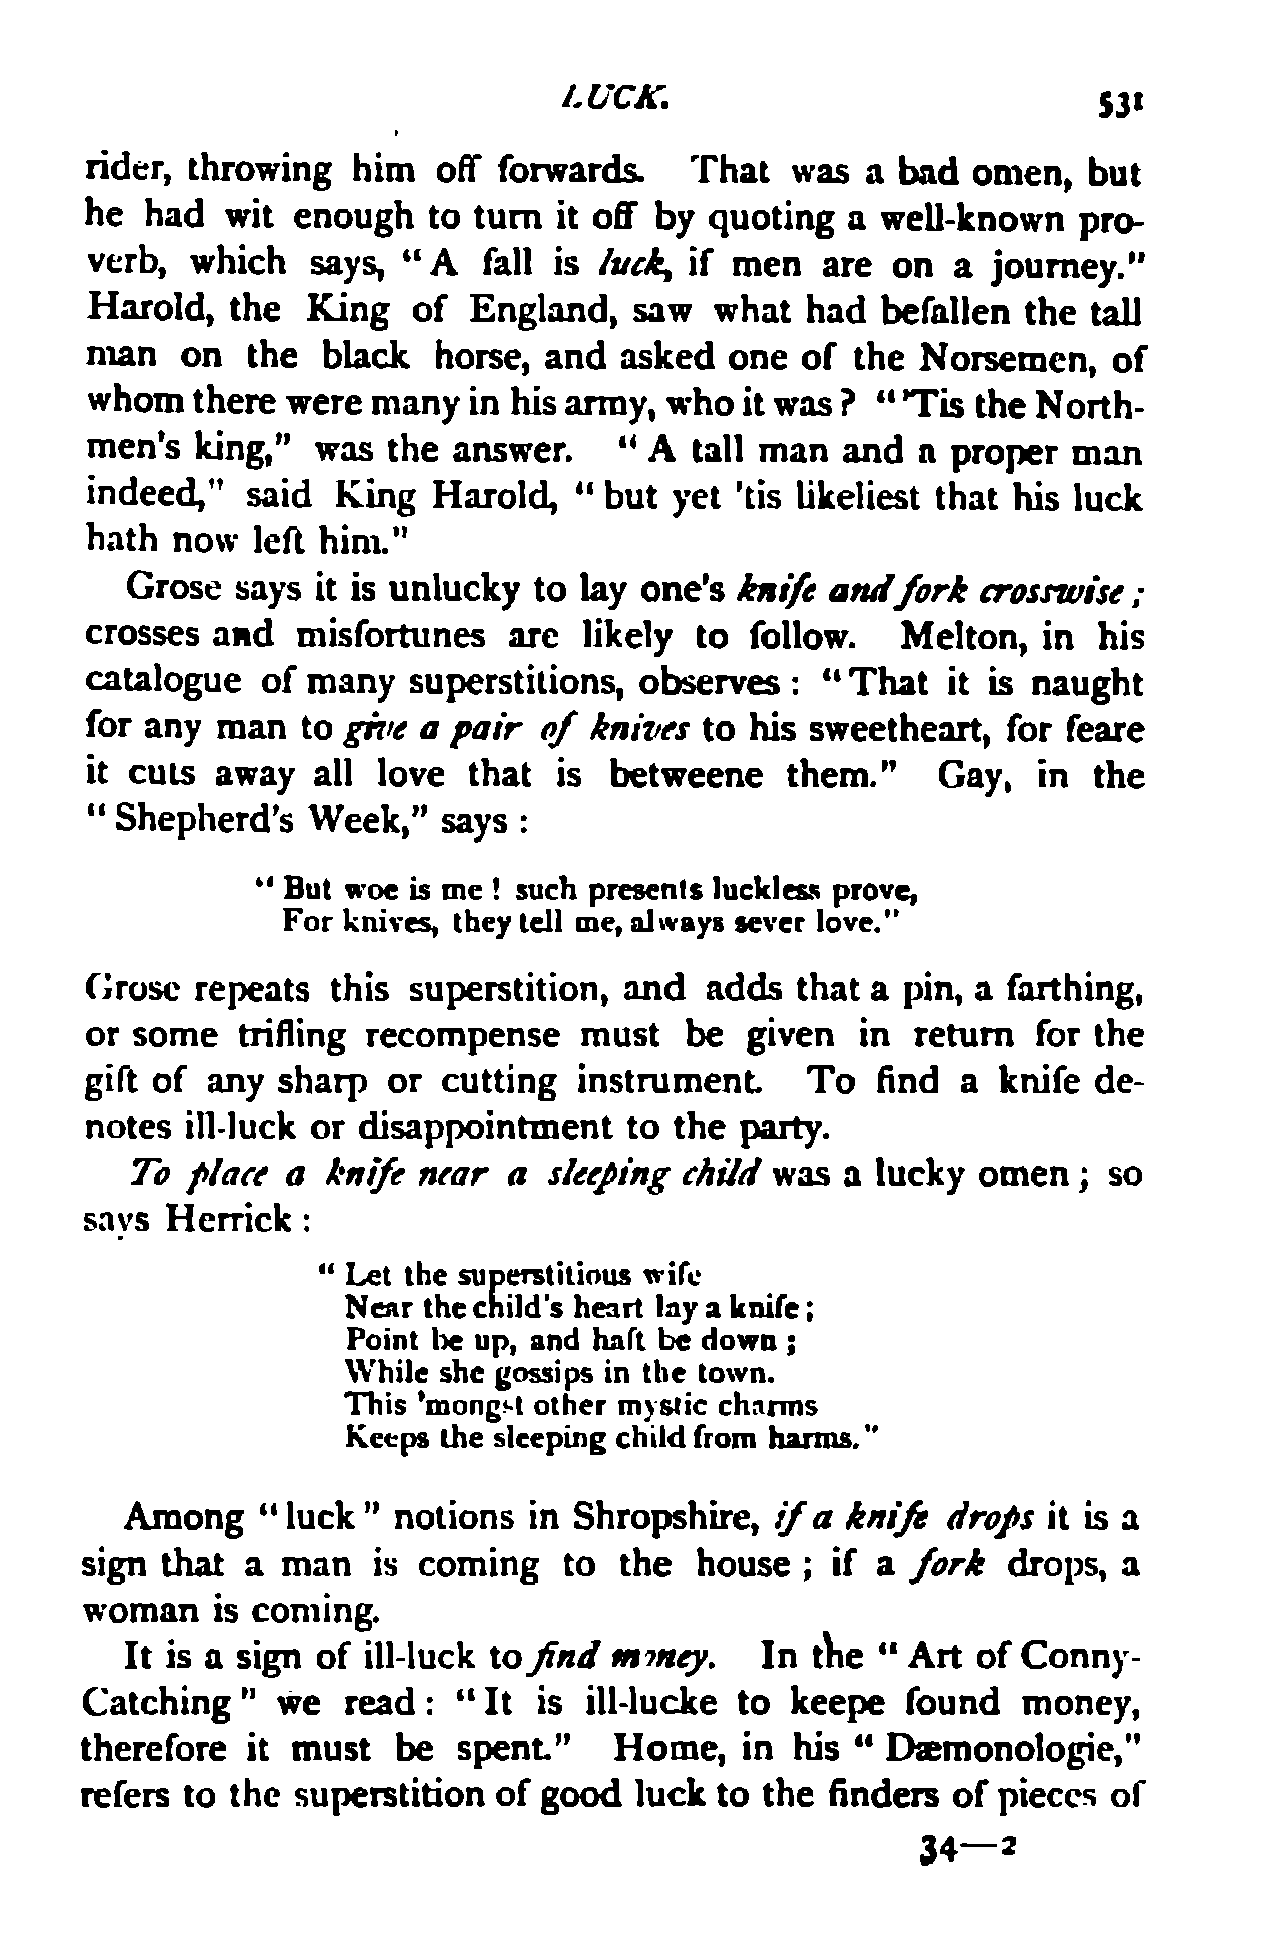 LUCK. 531
rider, throwing him off forwards. That was a bad omen, but
he had wit enough to turn it off by quoting a well-known pro-
verb, which says, "A fall is luck, if men are on a journey."
Harold, the King of England, saw what had befallen the tall
man on the black horse, and asked one of the Norsemen, of
whom there were many in his army, who it was? "'Tis the North-
men's king," was the answer. "A tall man and a proper man
indeed," said King Harold, "but yet 'tis likeliest that his luck
hath now left him."
Grose says it is unlucky to lay one's knife and fork crosswise;
crosses and misfortunes are likely to follow. Melton, in his
catalogue of many superstitions, observes: "That it is naught
for any man to give a pair of knives to his sweetheart, for feare
it cuts away all love that is betweene them." Gay, in the
"Shepherd's Week," says:
"But woe is me! such presents luckless prove,
For knives, they tell me, always sever love."
Grose repeats this superstition, and adds that a pin, a farthing,
or some trifling recompense must be given in return for the
gift of any sharp or cutting instrument. To find a knife de-
notes ill-luck or disappointment to the party.
To place a knife near a sleeping child was a lucky omen; so
says Herrick:
"Let the superstitious wife
Near the child's heart lay a knife;
Point be up, and haft be down;
While she gossips in the town.
This 'mongst other mystic charms
Keeps the sleeping child from harms."
Among "luck" notions in Shropshire, if a knife drops it is a
sign that a man is coming to the house; if a fork drops, a
woman is coming.
It is a sign of ill-luck to find money. In the "Art of Conny-
Catching" we read: "It is ill-lucke to keepe found money,
therefore it must be spent." Home, in his "Dæmonologie,"
refers to the superstition of good luck to the finders of pieces of
34—2